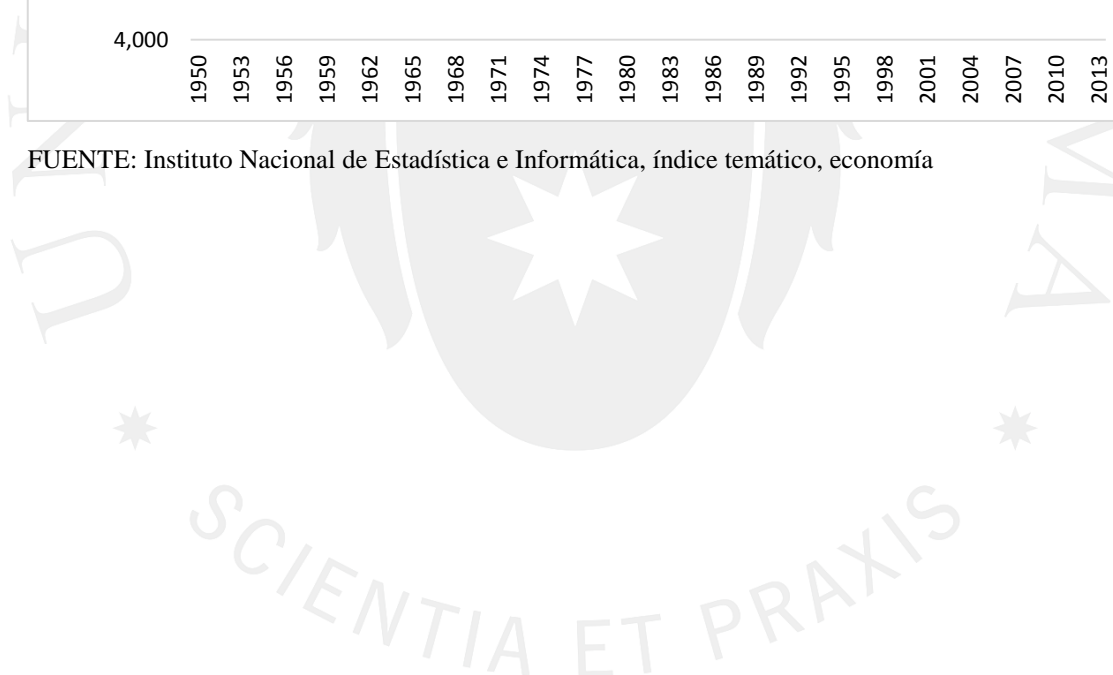 4,000
1950 1953 1956 1959 1962 1965 1968 1971 1974 1977 1980 1983 1986 1989 1992 1995 1998 2001 2004 2007 2010 2013
FUENTE: Instituto Nacional de Estadística e Informática, índice temático, economía
SCIENTIA ET PRAXIS